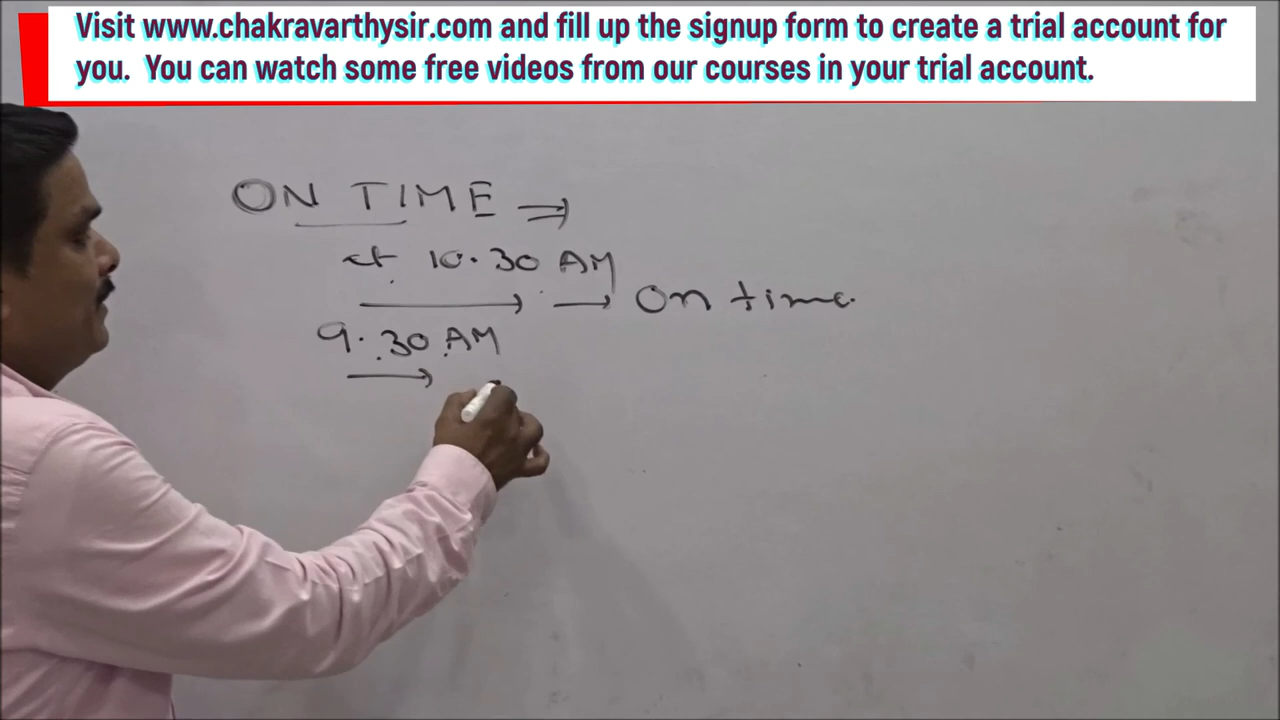 Visit www.chakravarthysir.com and fill up the signup form to create a trial account for
you. You can watch some free videos from our courses in your trial account.
ON TIME ⇒
at 10.30 AM
→ → On time.
9.30 AM
→